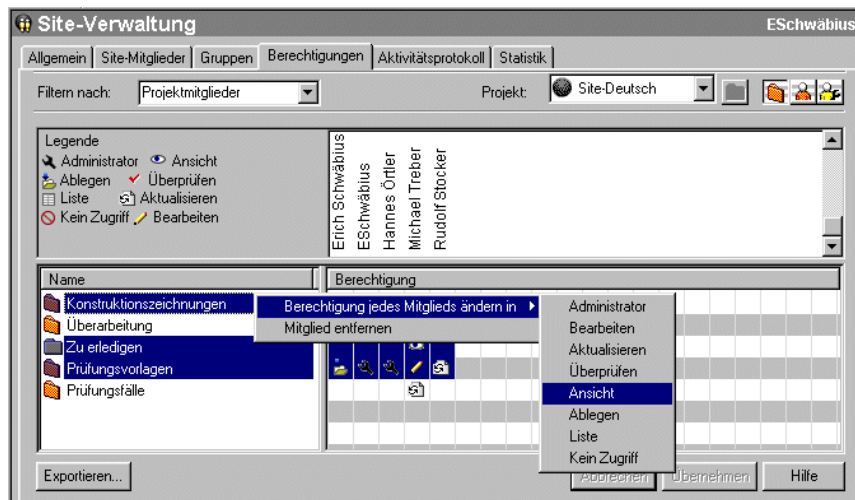 Site-Verwaltung ESchwäbius
Allgemein Site-Mitglieder Gruppen Berechtigungen Aktivitätsprotokoll Statistik
Filtern nach: Projektmitglieder Projekt: Site-Deutsch
Legende
Administrator Ansicht
Ablegen Überprüfen
Liste Aktualisieren
Kein Zugriff Bearbeiten
Erich Schwäbius
ESchwäbius
Hannes Örtler
Michael Treber
Rudolf Stocker
Name Berechtigung
Konstruktionszeichnungen
Überarbeitung
Zu erledigen
Prüfungsvorlagen
Prüfungsfälle
Berechtigung jedes Mitglieds ändern in
Mitglied entfernen
Administrator
Bearbeiten
Aktualisieren
Überprüfen
Ansicht
Ablegen
Liste
Kein Zugriff
Exportieren... Abbrechen Übernehmen Hilfe